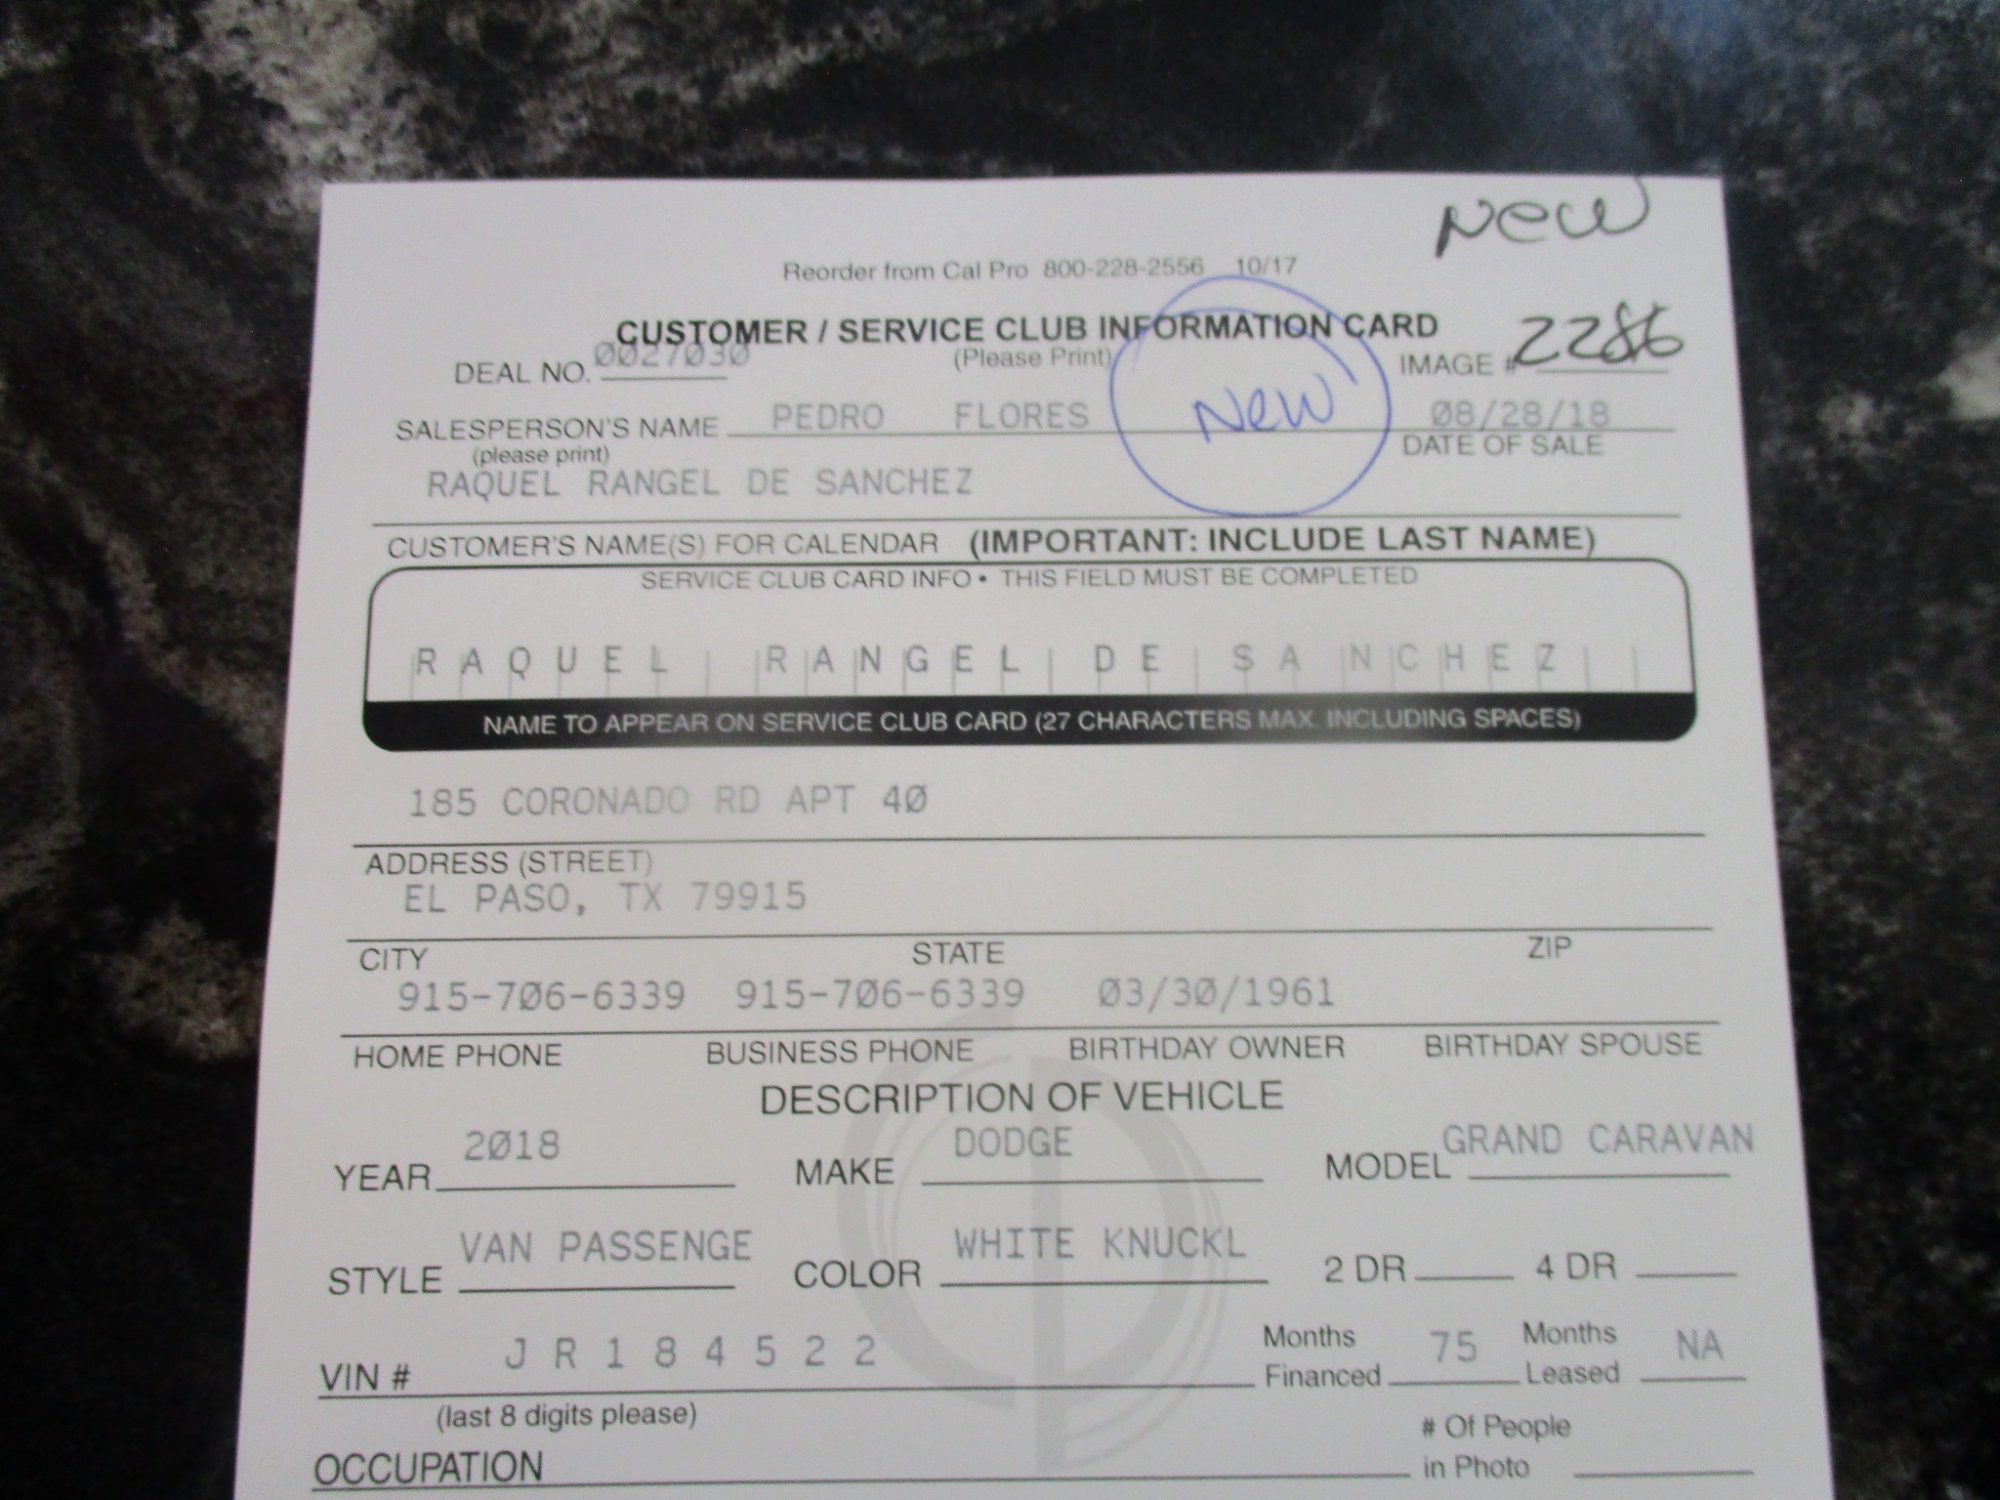 New
Reorder from Cal Pro 800-228-2556 10/17
CUSTOMER / SERVICE CLUB INFORMATION CARD
DEAL NO. 0027030 (Please Print) IMAGE # 2286
SALESPERSON'S NAME PEDRO FLORES New 08/28/18
(please print) DATE OF SALE
RAQUEL RANGEL DE SANCHEZ
CUSTOMER'S NAME(S) FOR CALENDAR (IMPORTANT: INCLUDE LAST NAME)
SERVICE CLUB CARD INFO • THIS FIELD MUST BE COMPLETED
RAQUEL RANGEL DE SANCHEZ
NAME TO APPEAR ON SERVICE CLUB CARD (27 CHARACTERS MAX. INCLUDING SPACES)
185 CORONADO RD APT 40
ADDRESS (STREET)
EL PASO, TX 79915
CITY STATE ZIP
915-706-6339 915-706-6339 03/30/1961
HOME PHONE BUSINESS PHONE BIRTHDAY OWNER BIRTHDAY SPOUSE
DESCRIPTION OF VEHICLE
YEAR 2018 MAKE DODGE MODEL GRAND CARAVAN
STYLE VAN PASSENGE COLOR WHITE KNUCKL 2 DR 4 DR
VIN # JR184522 Months Financed 75 Months Leased NA
(last 8 digits please)
OCCUPATION # Of People in Photo